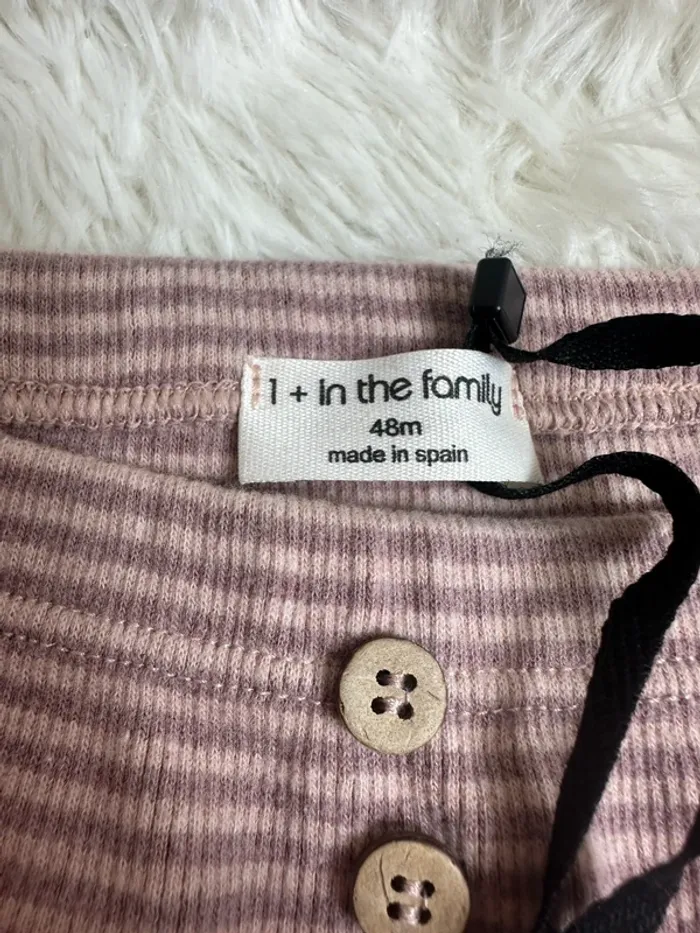 1 + in the family
48m
made in spain